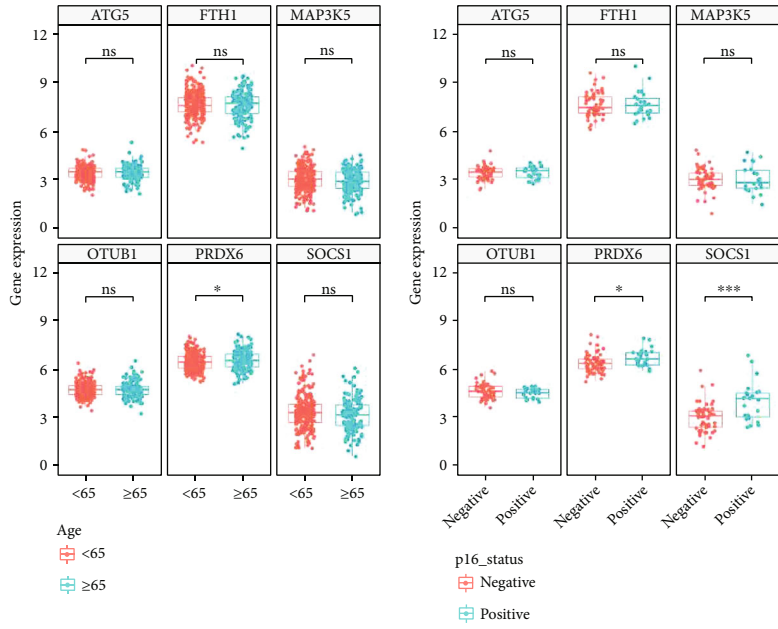 ATG5 FTH1 MAP3K5
12
9
6
3
0
ns ns ns
OTUB1 PRDX6 SOCS1
12
9
6
3
0
ns * ns
Gene expression
<65 ≥65 <65 ≥65 <65 ≥65
Age
<65
≥65
ATG5 FTH1 MAP3K5
12
9
6
3
0
ns ns ns
OTUB1 PRDX6 SOCS1
12
9
6
3
0
ns * ***
Gene expression
Negative Positive Negative Positive Negative Positive
p16_status
Negative
Positive